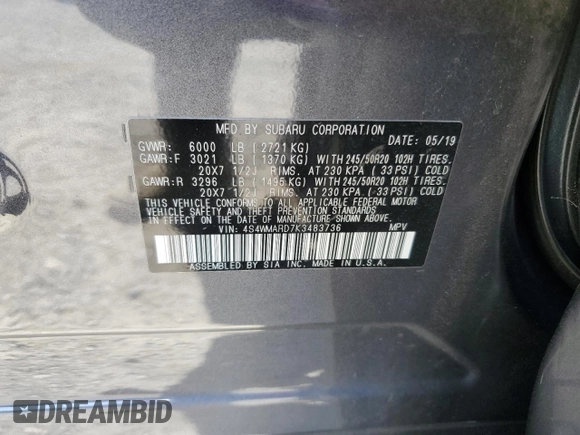 MFD BY SUBARU CORPORATION
GVWR: 6000 LB ( 2721 KG) DATE: 05/19
GAWR:F 3021 LB ( 1370 KG) WITH 245/50R20 102H TIRES.
20X7 1/2J RIMS. AT 230 KPA ( 33 PSI) COLD
GAWR:R 3296 LB ( 1495 KG) WITH 245/50R20 102H TIRES.
20X7 1/2J RIMS. AT 230 KPA ( 33 PSI) COLD
THIS VEHICLE CONFORMS TO ALL APPLICABLE FEDERAL MOTOR
VEHICLE SAFETY AND THEFT PREVENTION STANDARDS
IN EFFECT ON THE DATE OF MANUFACTURE SHOWN ABOVE.
VIN: 4S4WMARD7K3483736 MPV
ASSEMBLED BY SIA INC. IN U.S.A.
DREAMBID